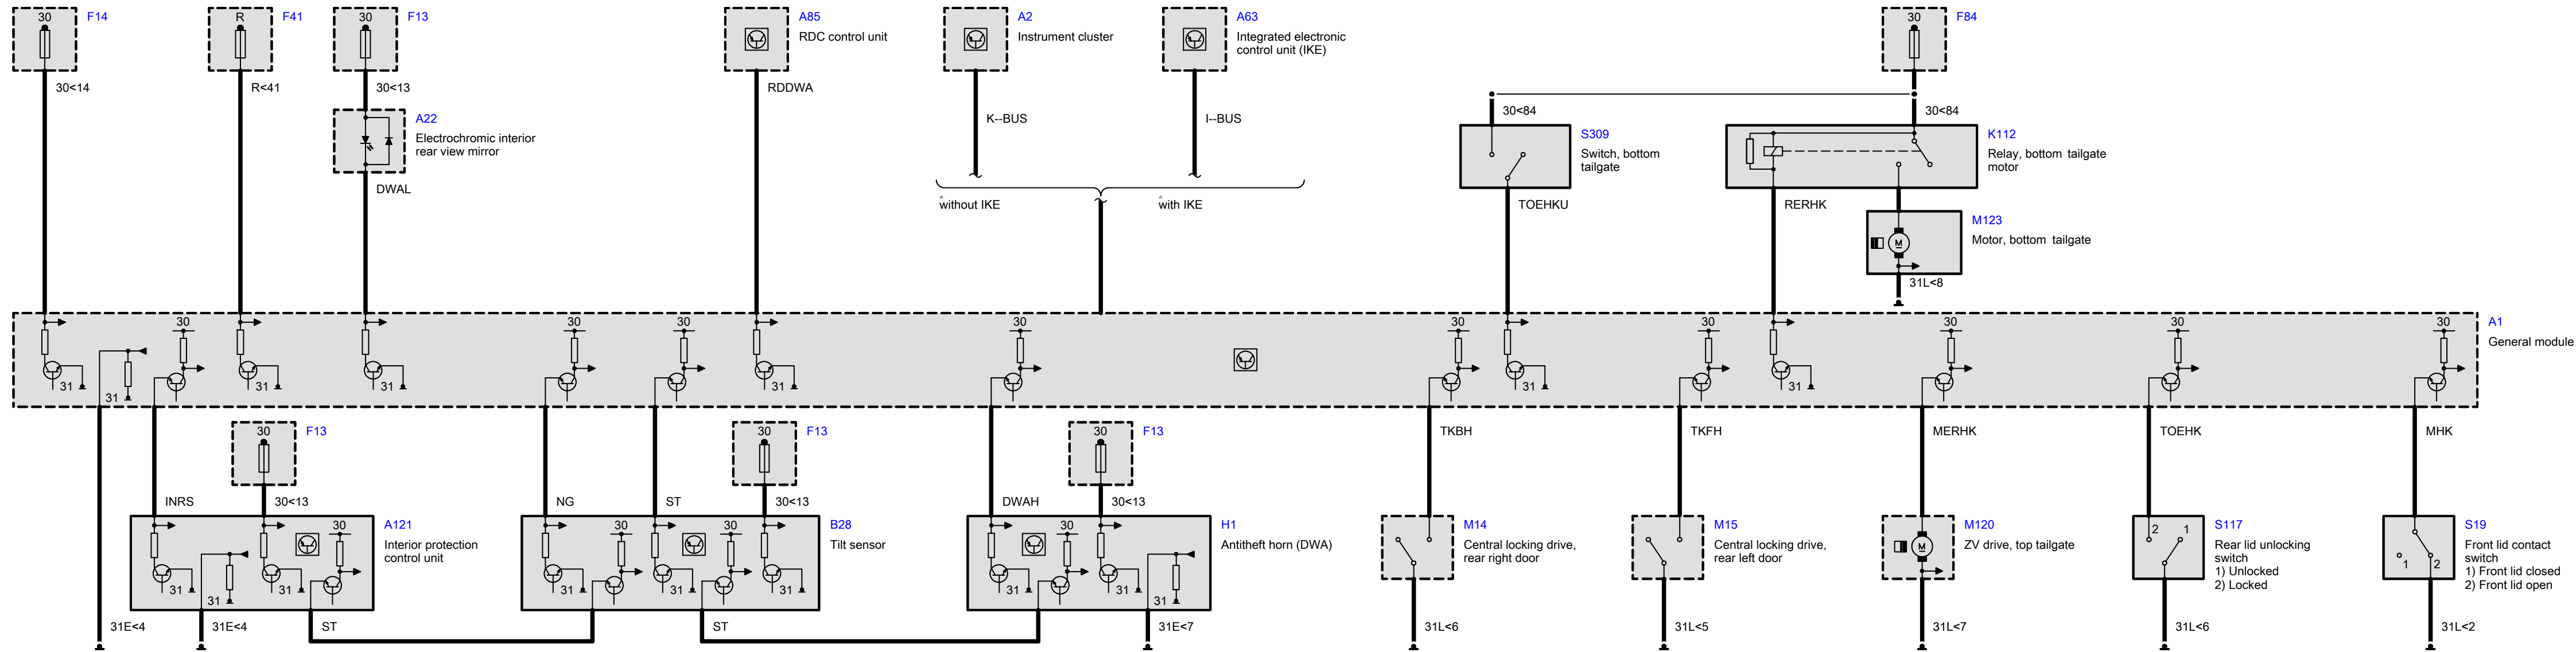 30 F14
R F41
30 F13
A85
RDC control unit
A2
Instrument cluster
A63
Integrated electronic
control unit (IKE)
30 F84
30<14
R<41
30<13
RDDWA
K--BUS
I--BUS
A22
Electrochromic interior
rear view mirror
DWAL
without IKE
with IKE
30<84
30<84
S309
Switch, bottom
tailgate
TOEHKU
K112
Relay, bottom tailgate
motor
RERHK
M123
Motor, bottom tailgate
M
31L<8
A1
General module
30 30 30 30 30 30 30 30 30
31 31 31 31 31 31 31
INRS
30 F13
30<13
NG
ST
30 F13
30<13
DWAH
30 F13
30<13
TKBH
TKFH
MERHK
TOEHK
MHK
A121
Interior protection
control unit
30
31 31 31
B28
Tilt sensor
30 30
31 31 31
H1
Antitheft horn (DWA)
31 31 31
M14
Central locking drive,
rear right door
M15
Central locking drive,
rear left door
M120
ZV drive, top tailgate
M
2 1
S117
Rear lid unlocking
switch
1) Unlocked
2) Locked
1 2
S19
Front lid contact
switch
1) Front lid closed
2) Front lid open
31E<4
31E<4
ST
ST
31E<7
31L<6
31L<5
31L<7
31L<6
31L<2